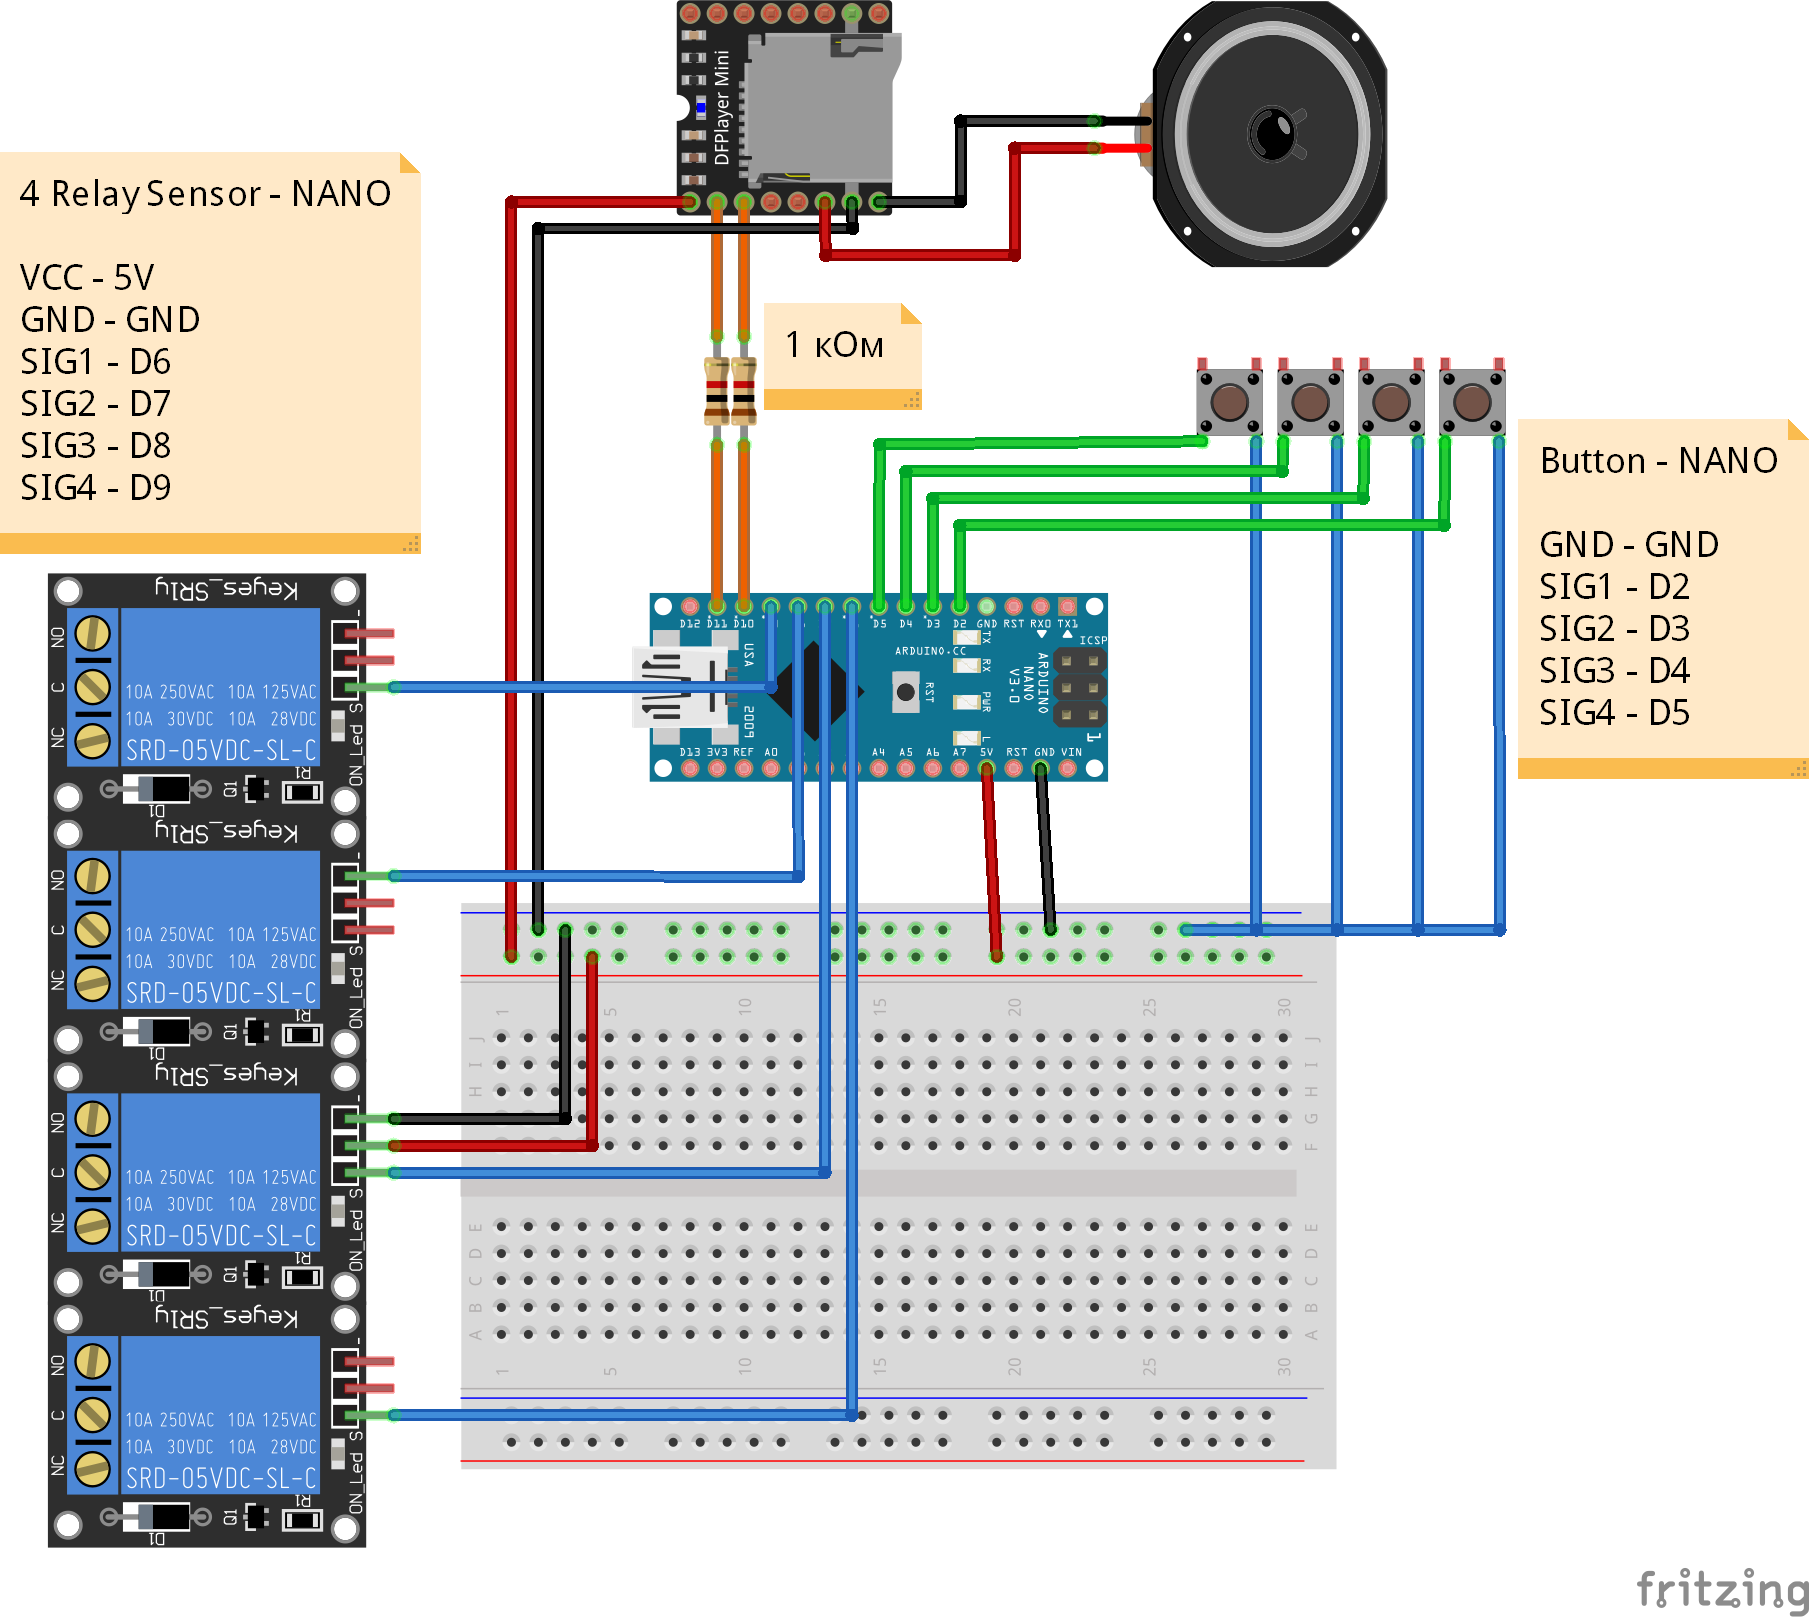 DFPlayer Mini
4 Relay Sensor - NANO
VCC - 5V
GND - GND
SIG1 - D6
SIG2 - D7
SIG3 - D8
SIG4 - D9
1 кОм
Button - NANO
GND - GND
SIG1 - D2
SIG2 - D3
SIG3 - D4
SIG4 - D5
D12 D11 D10 D5 D4 D3 D2 GND RST RX0 TX1
USA
TX
RX
PWR
L
ARDUINO.CC
ICSP
RST
ARDUINO
NANO
V3.0
1
D13 3V3 REF A0 A4 A5 A6 A7 5V RST GND VIN
Keyes_SRly
NO
C
NC
10A 250VAC 10A 125VAC
10A 30VDC 10A 28VDC
SRD-05VDC-SL-C
-
S
ON_Led
D1
Q1
R1
Keyes_SRly
NO
C
NC
10A 250VAC 10A 125VAC
10A 30VDC 10A 28VDC
SRD-05VDC-SL-C
-
S
ON_Led
D1
Q1
R1
Keyes_SRly
NO
C
NC
10A 250VAC 10A 125VAC
10A 30VDC 10A 28VDC
SRD-05VDC-SL-C
S
ON_Led
D1
Q1
R1
Keyes_SRly
NO
C
NC
10A 250VAC 10A 125VAC
10A 30VDC 10A 28VDC
SRD-05VDC-SL-C
-
S
ON_Led
D1
Q1
R1
1 5 10 15 20 25 30
J J
I I
H H
G G
F F
E E
D D
C C
B B
A A
1 5 10 15 20 25 30
fritzing